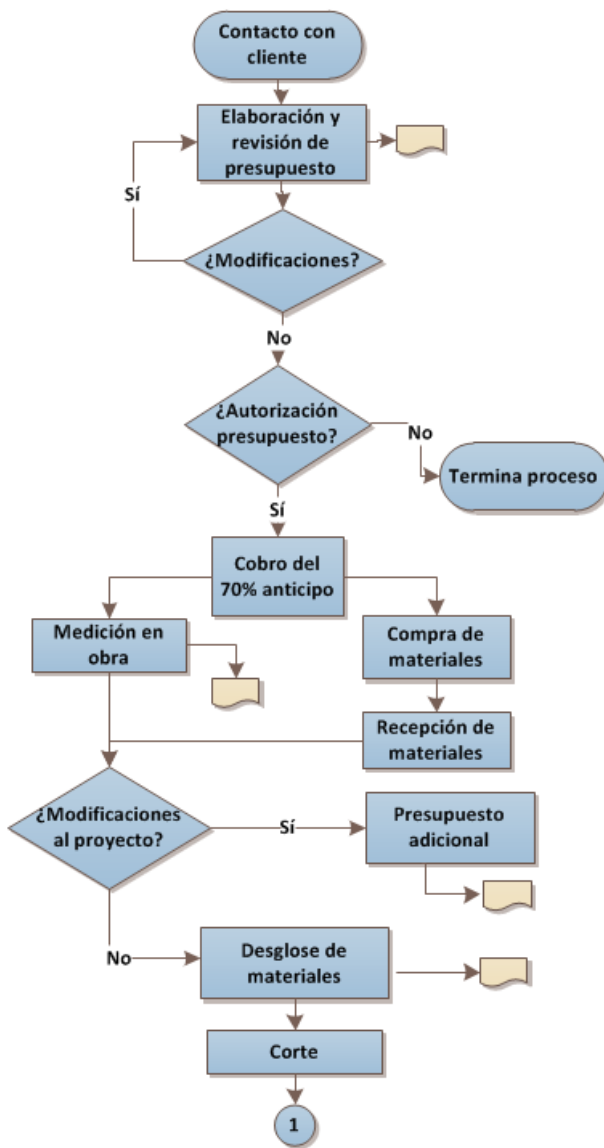 Contacto con
cliente
Elaboración y
revisión de
presupuesto
Sí
¿Modificaciones?
No
¿Autorización
presupuesto?
No
Termina proceso
Sí
Cobro del
70% anticipo
Medición en
obra
Compra de
materiales
Recepción de
materiales
¿Modificaciones
al proyecto?
Sí
Presupuesto
adicional
No
Desglose de
materiales
Corte
1